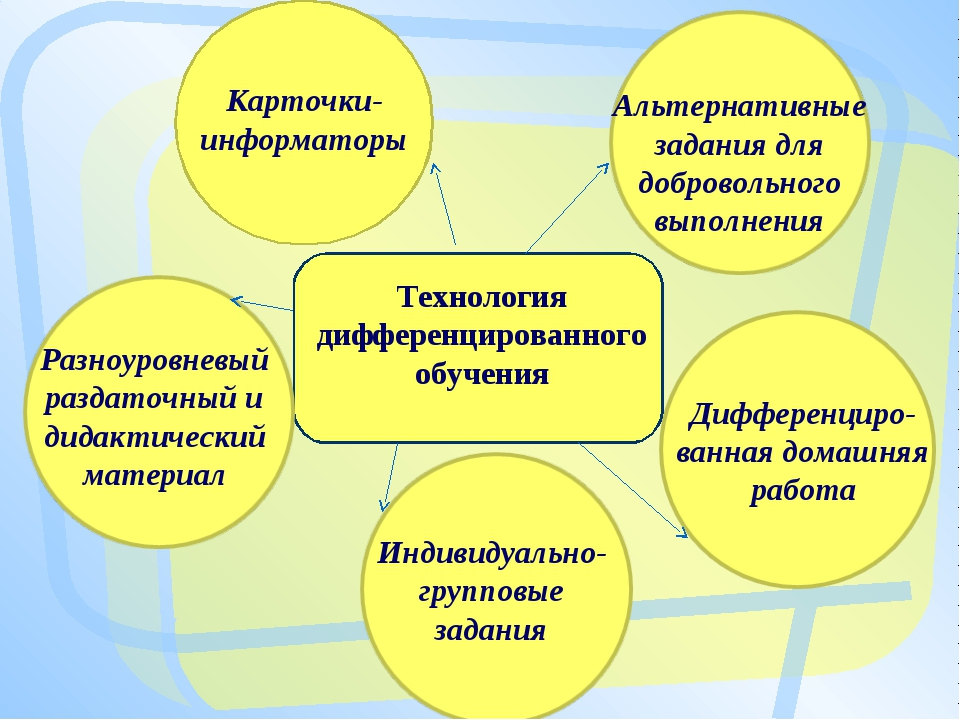 Карточки-
информаторы
Альтернативные
задания для
добровольного
выполнения
Технология
дифференцированного
обучения
Разноуровневый
раздаточный и
дидактический
материал
Дифференциро-
ванная домашняя
работа
Индивидуально-
групповые
задания